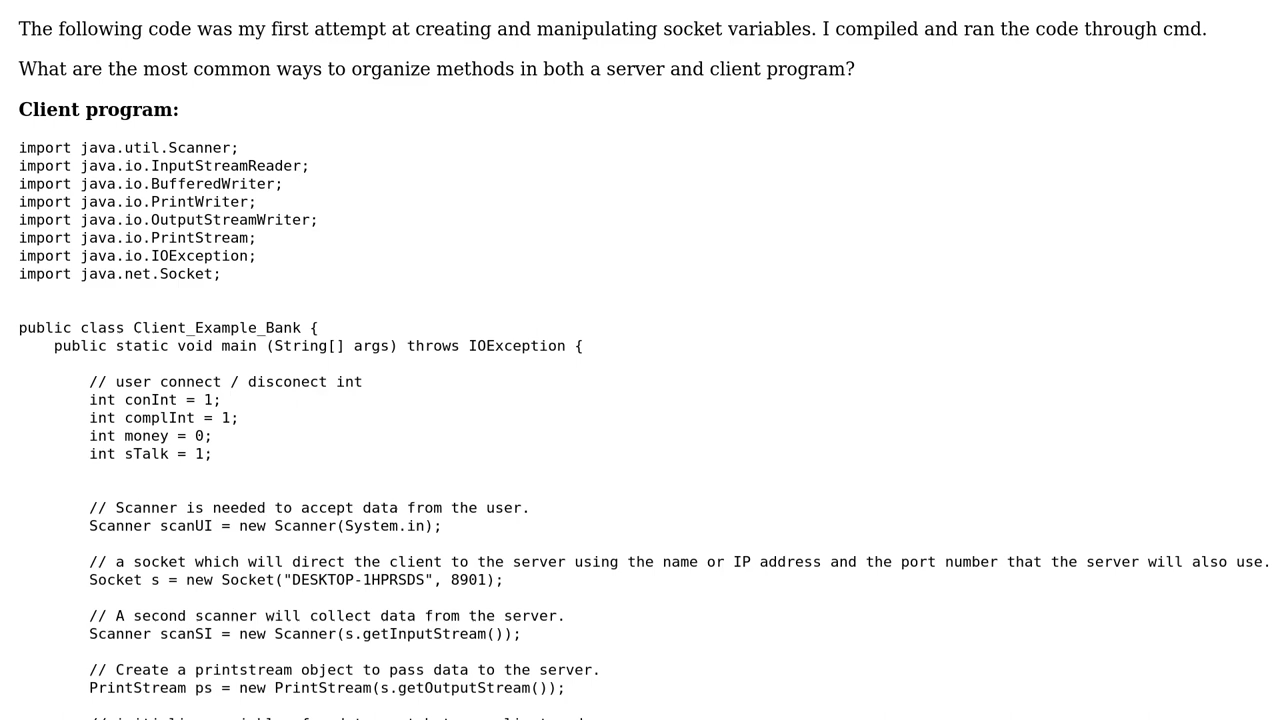 The following code was my first attempt at creating and manipulating socket variables. I compiled and ran the code through cmd.
What are the most common ways to organize methods in both a server and client program?
Client program:
import java.util.Scanner;
import java.io.InputStreamReader;
import java.io.BufferedWriter;
import java.io.PrintWriter;
import java.io.OutputStreamWriter;
import java.io.PrintStream;
import java.io.IOException;
import java.net.Socket;
public class Client_Example_Bank {
public static void main (String[] args) throws IOException {
// user connect / disconect int
int conInt = 1;
int complInt = 1;
int money = 0;
int sTalk = 1;
// Scanner is needed to accept data from the user.
Scanner scanUI = new Scanner(System.in);
// a socket which will direct the client to the server using the name or IP address and the port number that the server will also use.
Socket s = new Socket("DESKTOP-1HPRSDS", 8901);
// A second scanner will collect data from the server.
Scanner scanSI = new Scanner(s.getInputStream());
// Create a printstream object to pass data to the server.
PrintStream ps = new PrintStream(s.getOutputStream());